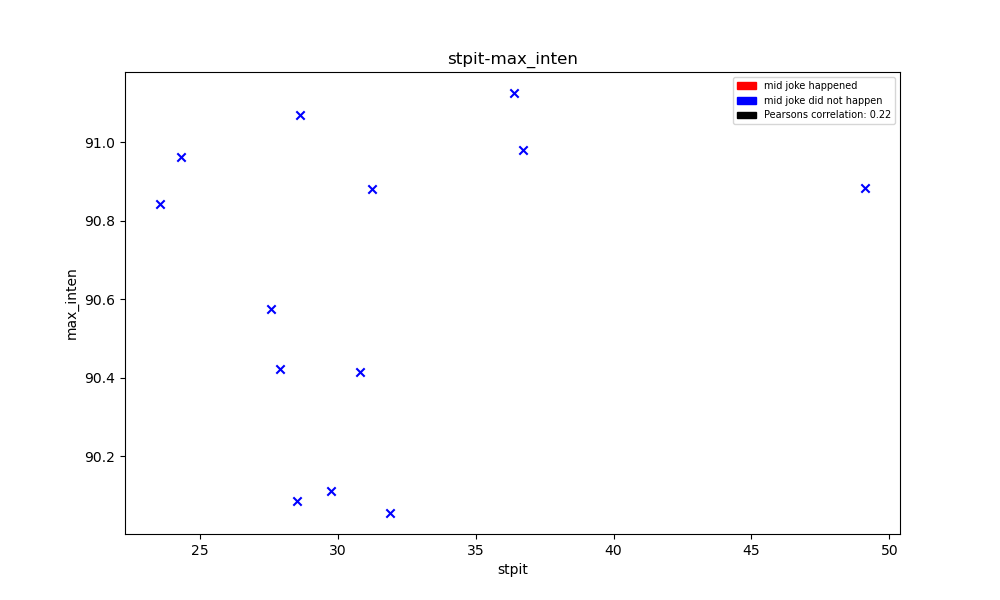 stpit-max_inten
mid joke happened
mid joke did not happen
Pearsons correlation: 0.22
91.0
90.8
90.6
90.4
90.2
max_inten
25 30 35 40 45 50
stpit